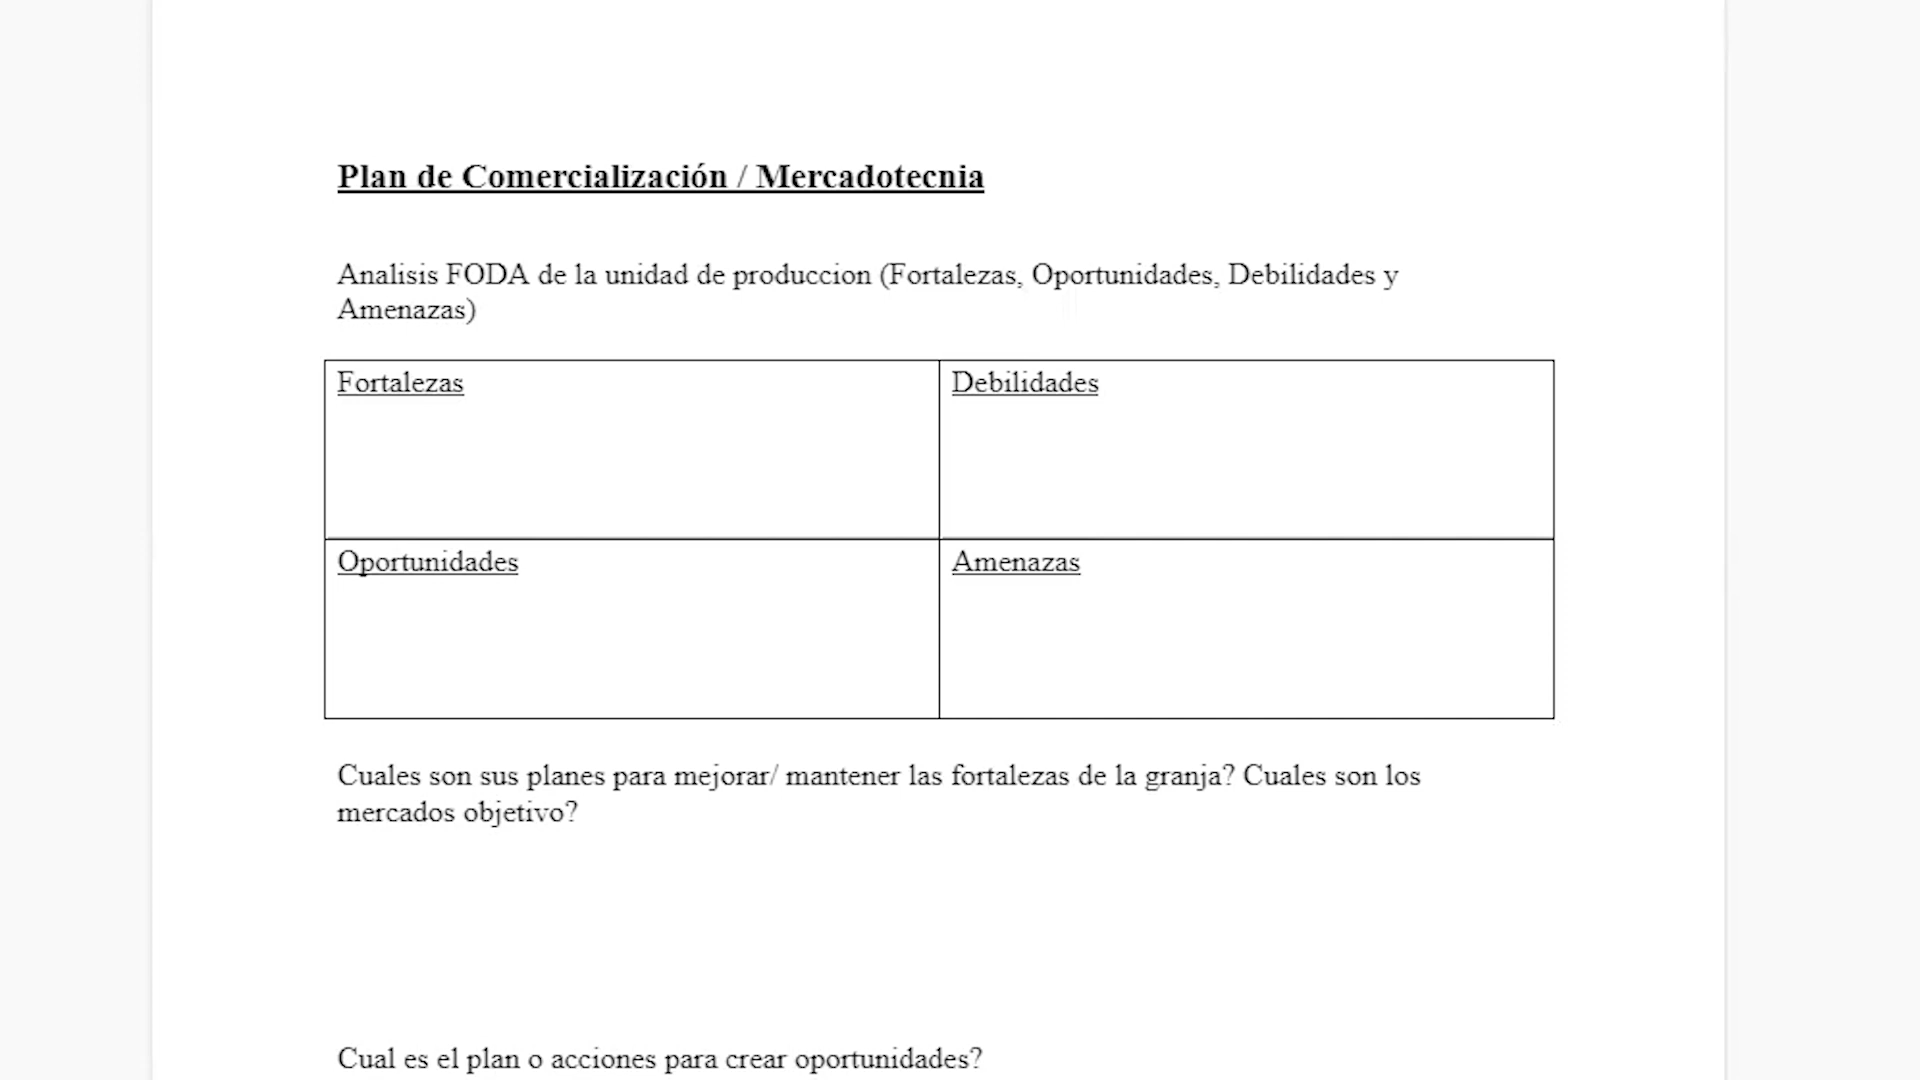 Plan de Comercialización / Mercadotecnia
Analisis FODA de la unidad de produccion (Fortalezas, Oportunidades, Debilidades y
Amenazas)
Fortalezas
Debilidades
Oportunidades
Amenazas
Cuales son sus planes para mejorar/ mantener las fortalezas de la granja? Cuales son los
mercados objetivo?
Cual es el plan o acciones para crear oportunidades?